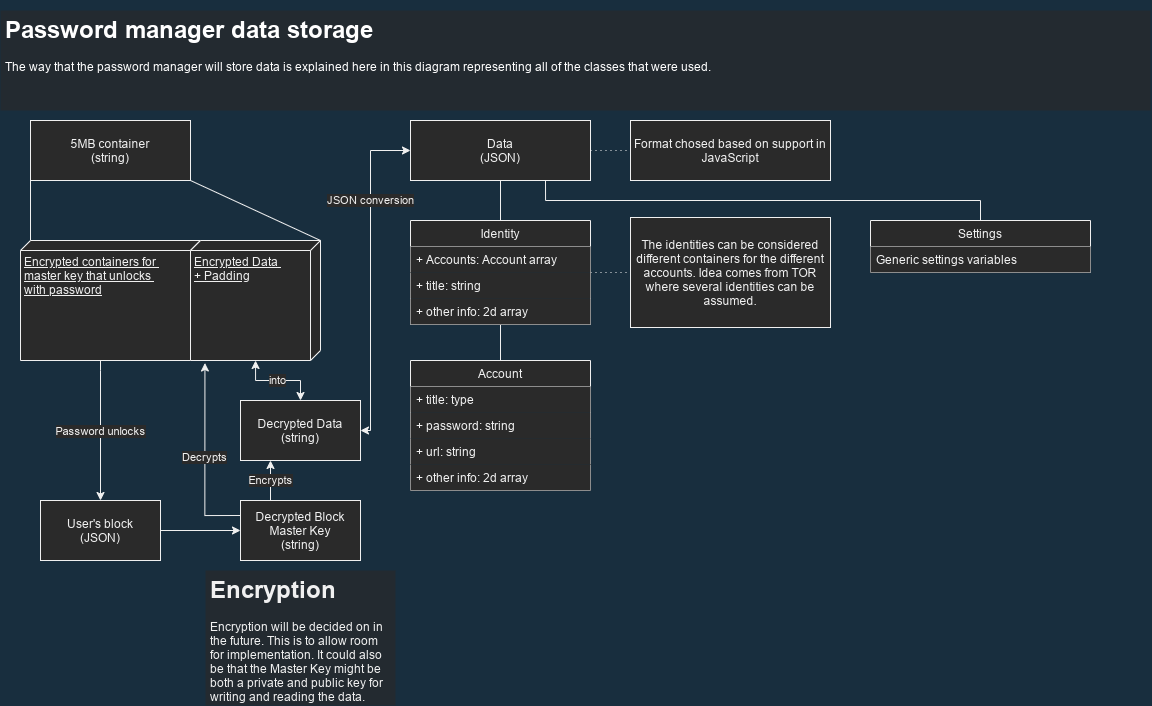 Password manager data storage
The way that the password manager will store data is explained here in this diagram representing all of the classes that were used.
5MB container
(string)
Data
(JSON)
Format chosed based on support in
JavaScript
JSON conversion
Encrypted containers for
master key that unlocks
with password
Encrypted Data
+ Padding
Identity
+ Accounts: Account array
+ title: string
+ other info: 2d array
The identities can be considered
different containers for the different
accounts. Idea comes from TOR
where several identities can be
assumed.
Settings
Generic settings variables
Account
+ title: type
+ password: string
+ url: string
+ other info: 2d array
into
Decrypted Data
(string)
Password unlocks
Decrypts
Encrypts
User's block
(JSON)
Decrypted Block
Master Key
(string)
Encryption
Encryption will be decided on in
the future. This is to allow room
for implementation. It could also
be that the Master Key might be
both a private and public key for
writing and reading the data.